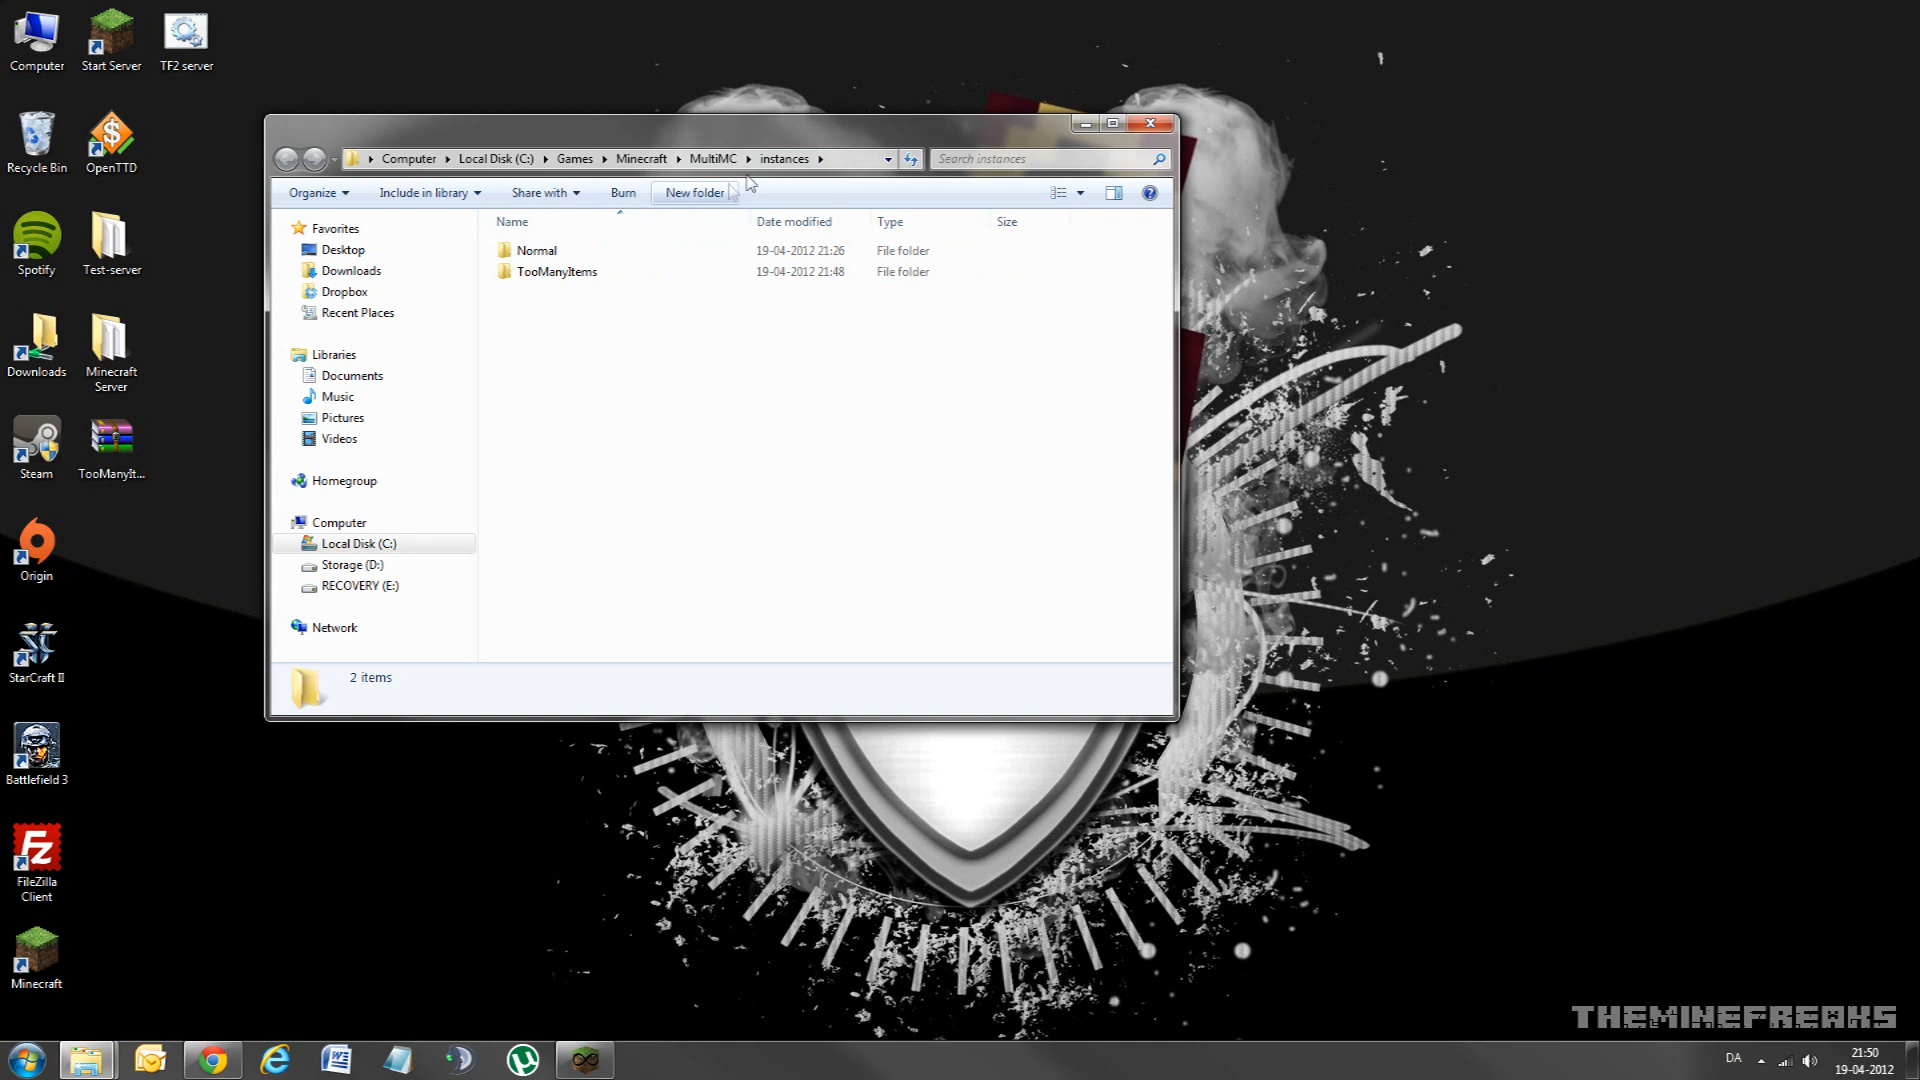 Computer
Start Server
TF2 server
Recycle Bin
OpenTTD
Spotify
Test-server
Downloads
Minecraft
Server
Steam
TooManyIt...
Origin
StarCraft II
Battlefield 3
FileZilla
Client
Minecraft
Computer
Local Disk (C:)
Games
Minecraft
MultiMC
instances
Search instances
Organize
Include in library
Share with
Burn
New folder
Name
Date modified
Type
Size
Normal
19-04-2012 21:26
File folder
TooManyItems
19-04-2012 21:48
File folder
Favorites
Desktop
Downloads
Dropbox
Recent Places
Libraries
Documents
Music
Pictures
Videos
Homegroup
Computer
Local Disk (C:)
Storage (D:)
RECOVERY (E:)
Network
2 items
THEMINEFREAKS
DA
21:50
19-04-2012